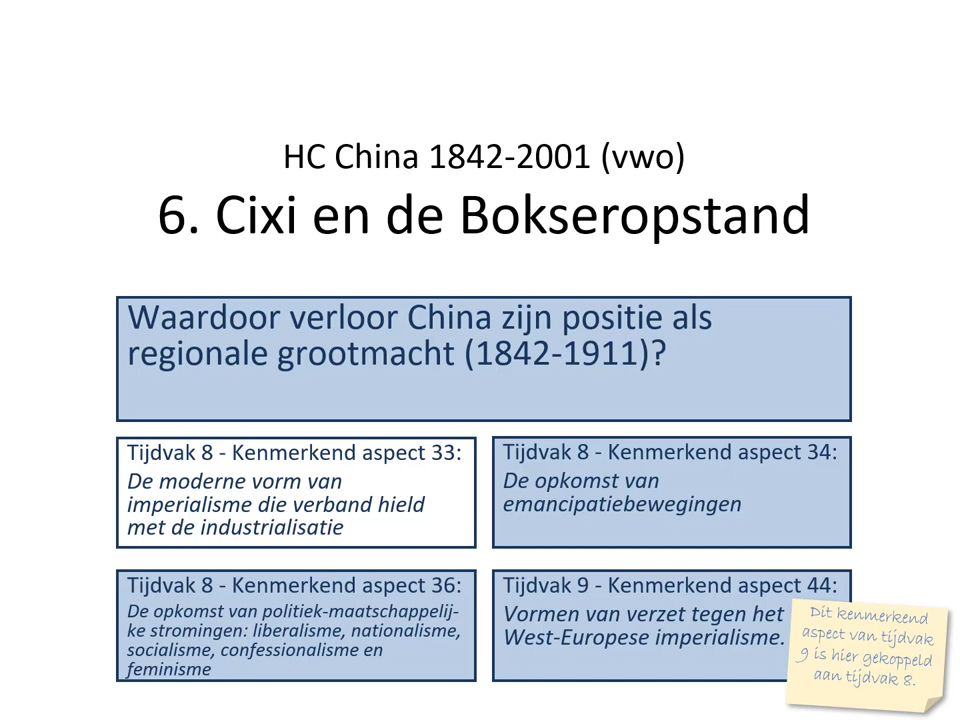 HC China 1842-2001 (vwo)
6. Cixi en de Bokseropstand
Waardoor verloor China zijn positie als
regionale grootmacht (1842-1911)?
Tijdvak 8 - Kenmerkend aspect 33:
De moderne vorm van
imperialisme die verband hield
met de industrialisatie
Tijdvak 8 - Kenmerkend aspect 34:
De opkomst van
emancipatiebewegingen
Tijdvak 8 - Kenmerkend aspect 36:
De opkomst van politiek-maatschappelij-
ke stromingen: liberalisme, nationalisme,
socialisme, confessionalisme en
feminisme
Tijdvak 9 - Kenmerkend aspect 44:
Vormen van verzet tegen het
West-Europese imperialisme.
Dit kenmerkend
aspect van tijdvak
9 is hier gekoppeld
aan tijdvak 8.